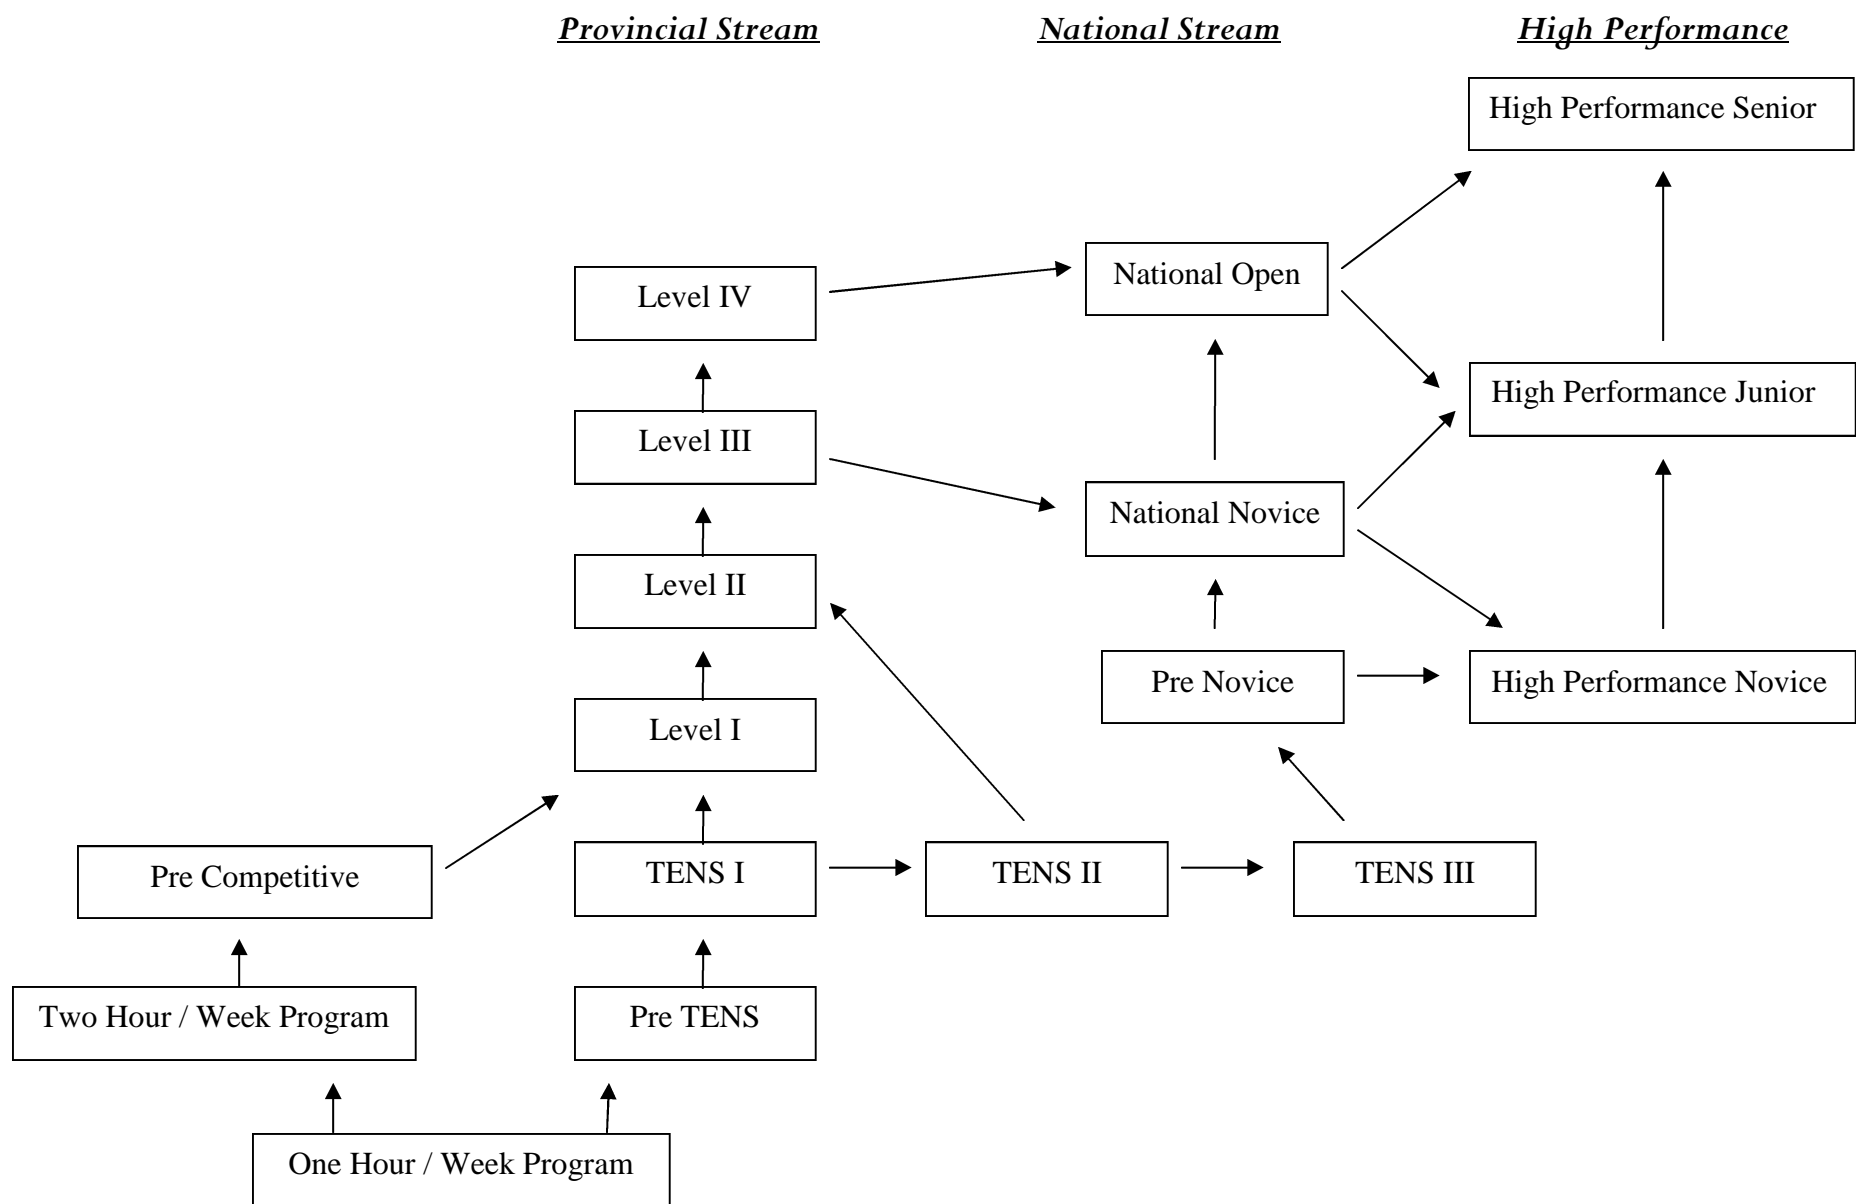 Provincial Stream
National Stream
High Performance
High Performance Senior
National Open
Level IV
High Performance Junior
Level III
National Novice
Level II
Pre Novice
High Performance Novice
Level I
Pre Competitive
TENS I
TENS II
TENS III
Two Hour / Week Program
Pre TENS
One Hour / Week Program